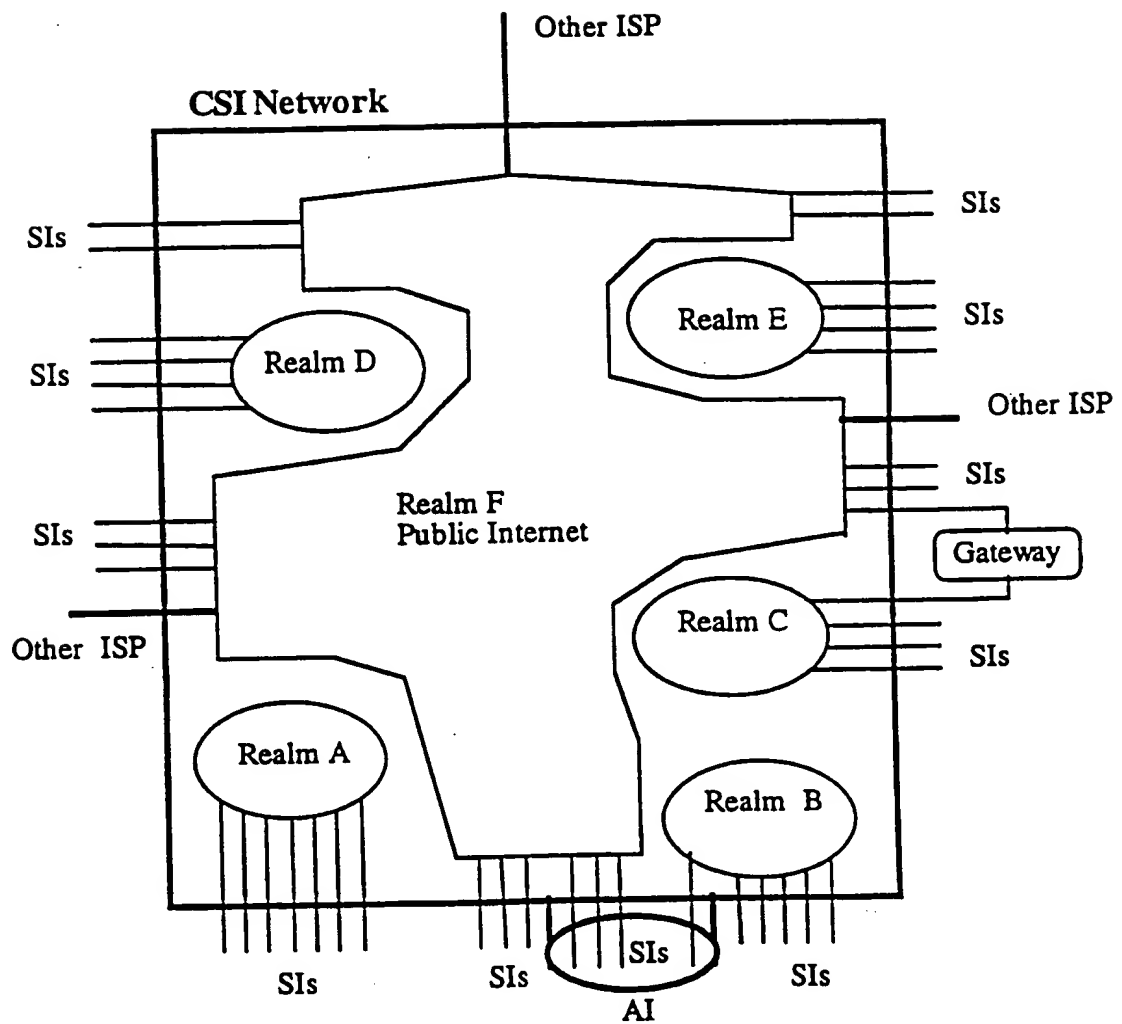 Other ISP
CSI Network
SIs
SIs
Realm E
SIs
Realm D
SIs
Other ISP
SIs
Realm F
Public Internet
SIs
Gateway
Realm C
Other ISP
SIs
Realm A
Realm B
SIs
SIs
SIs
SIs
AI